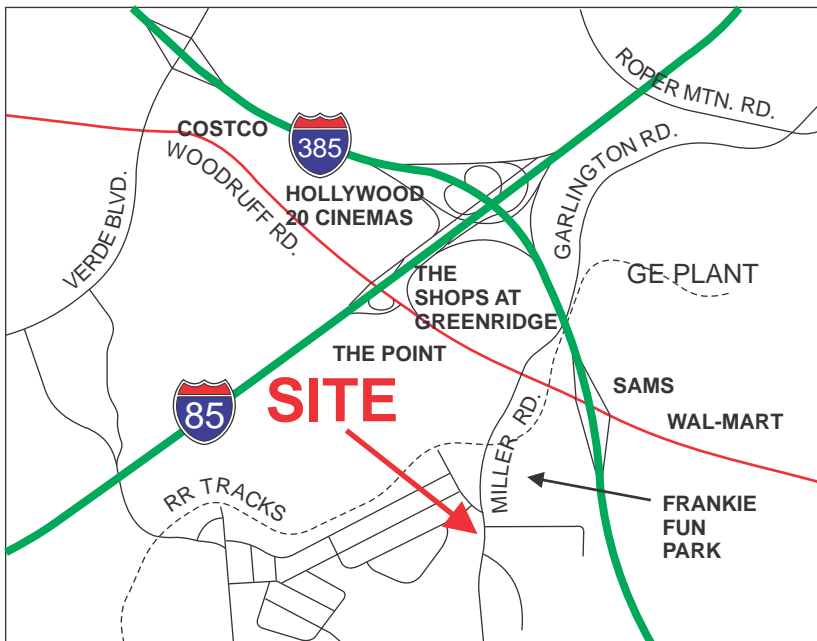 ROPER MTN. RD.
COSTCO
385
WOODRUFF RD.
GARLINGTON RD.
HOLLYWOOD
20 CINEMAS
VERDE BLVD.
THE
SHOPS AT
GREENRIDGE
GE PLANT
THE POINT
85
SITE
SAMS
WAL-MART
MILLER RD.
RR TRACKS
FRANKIE
FUN
PARK